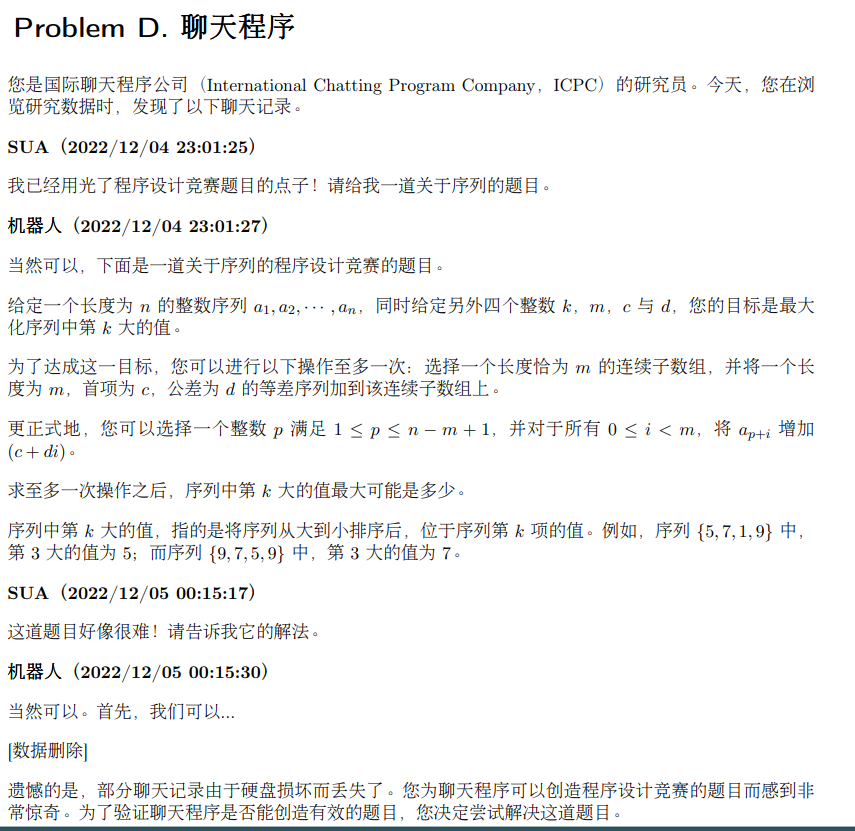 Problem D. 聊天程序
您是国际聊天程序公司（International Chatting Program Company，ICPC）的研究员。今天，您在浏
览研究数据时，发现了以下聊天记录。
SUA（2022/12/04 23:01:25）
我已经用光了程序设计竞赛题目的点子！请给我一道关于序列的题目。
机器人（2022/12/04 23:01:27）
当然可以，下面是一道关于序列的程序设计竞赛的题目。
给定一个长度为 n 的整数序列 a₁, a₂, ⋯ , aₙ，同时给定另外四个整数 k，m，c 与 d，您的目标是最大
化序列中第 k 大的值。
为了达成这一目标，您可以进行以下操作至多一次：选择一个长度恰为 m 的连续子数组，并将一个长
度为 m，首项为 c，公差为 d 的等差序列加到该连续子数组上。
更正式地，您可以选择一个整数 p 满足 1 ≤ p ≤ n − m + 1，并对于所有 0 ≤ i < m，将 aₚ₊ᵢ 增加
(c + di)。
求至多一次操作之后，序列中第 k 大的值最大可能是多少。
序列中第 k 大的值，指的是将序列从大到小排序后，位于序列第 k 项的值。例如，序列 {5, 7, 1, 9} 中，
第 3 大的值为 5；而序列 {9, 7, 5, 9} 中，第 3 大的值为 7。
SUA（2022/12/05 00:15:17）
这道题目好像很难！请告诉我它的解法。
机器人（2022/12/05 00:15:30）
当然可以。首先，我们可以...
[数据删除]
遗憾的是，部分聊天记录由于硬盘损坏而丢失了。您为聊天程序可以创造程序设计竞赛的题目而感到非
常惊奇。为了验证聊天程序是否能创造有效的题目，您决定尝试解决这道题目。